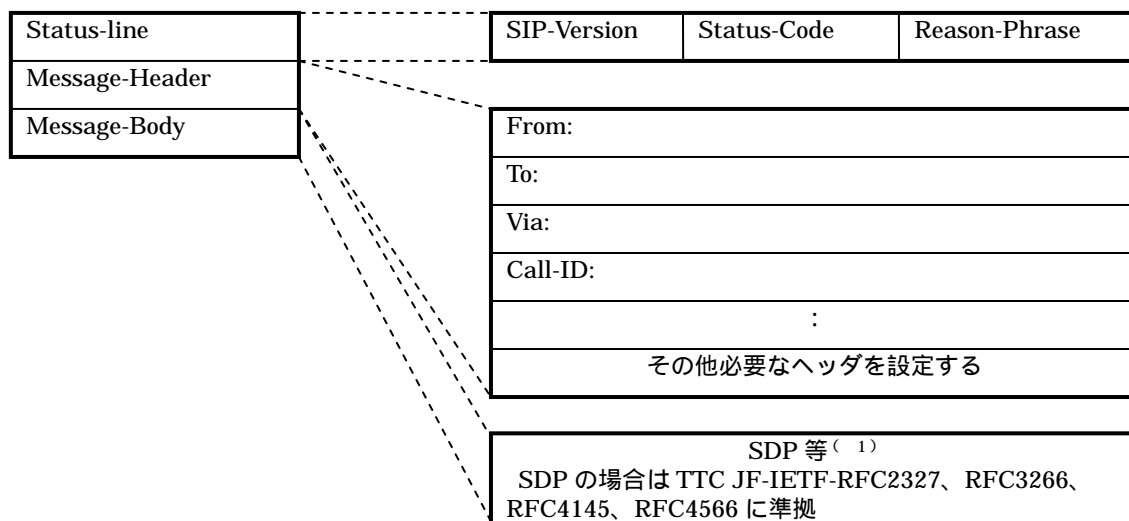 Status-line
SIP-Version Status-Code Reason-Phrase
Message-Header
Message-Body
From:
To:
Via:
Call-ID:
:
その他必要なヘッダを設定する
SDP 等( 1)
SDP の場合は TTC JF-IETF-RFC2327、RFC3266、
RFC4145、RFC4566 に準拠